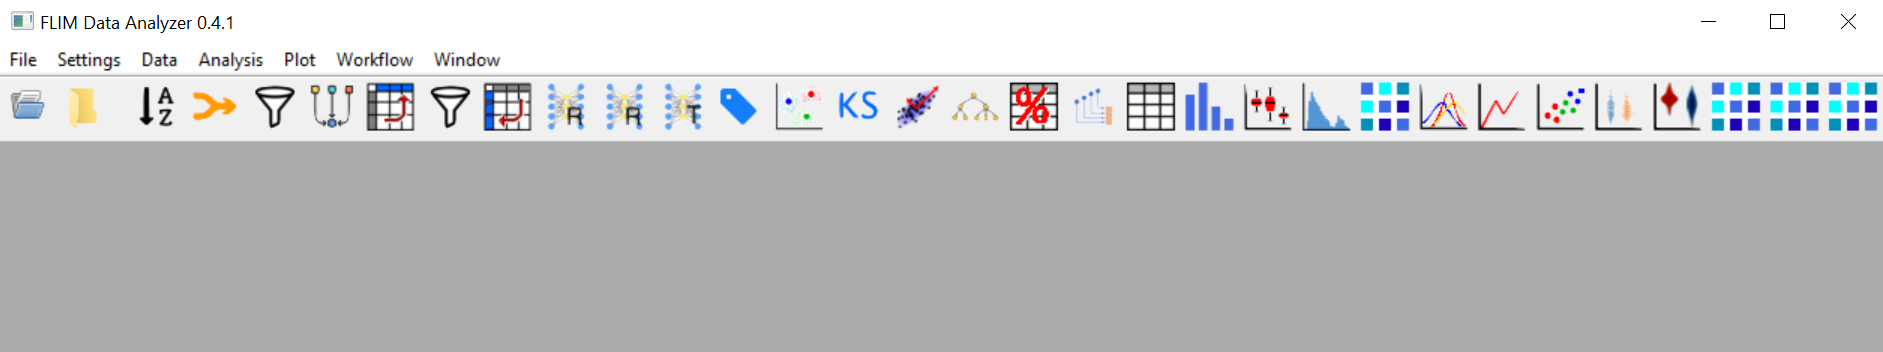 FLIM Data Analyzer 0.4.1
File Settings Data Analysis Plot Workflow Window
A Z R R T KS %